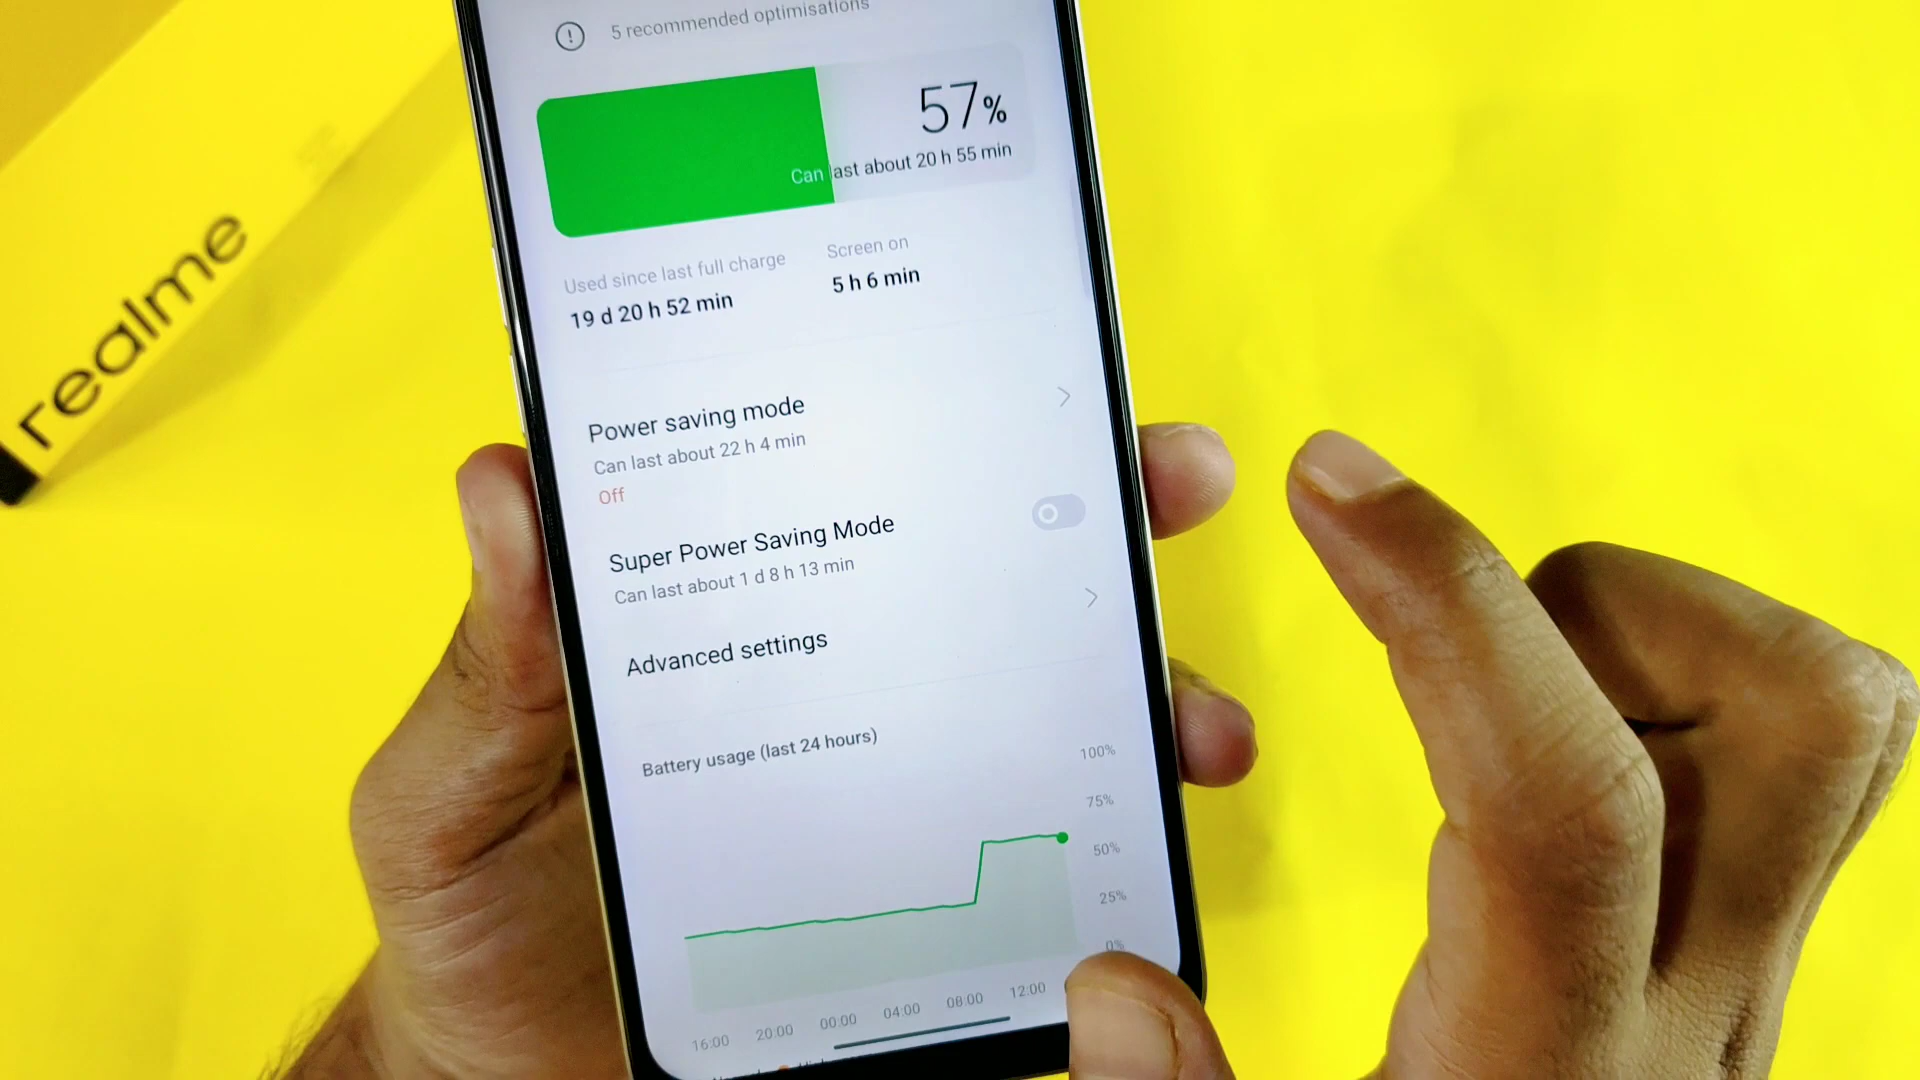 5 recommended optimisations
57%
Can last about 20 h 55 min
Used since last full charge
Screen on
19 d 20 h 52 min
5 h 6 min
realme
Power saving mode
Can last about 22 h 4 min
Off
Super Power Saving Mode
Can last about 1 d 8 h 13 min
Advanced settings
Battery usage (last 24 hours)
100%
75%
50%
25%
0%
16:00 20:00 00:00 04:00 08:00 12:00